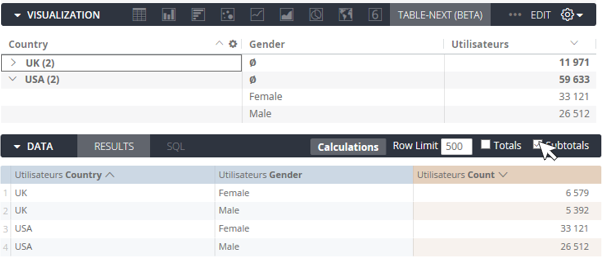 VISUALIZATION 6 TABLE-NEXT (BETA) ••• EDIT
Country Gender Utilisateurs
UK (2) Ø 11 971
USA (2) Ø 59 633
Female 33 121
Male 26 512
DATA RESULTS SQL Calculations Row Limit 500 Totals Subtotals
Utilisateurs Country Utilisateurs Gender Utilisateurs Count
1 UK Female 6 579
2 UK Male 5 392
3 USA Female 33 121
4 USA Male 26 512